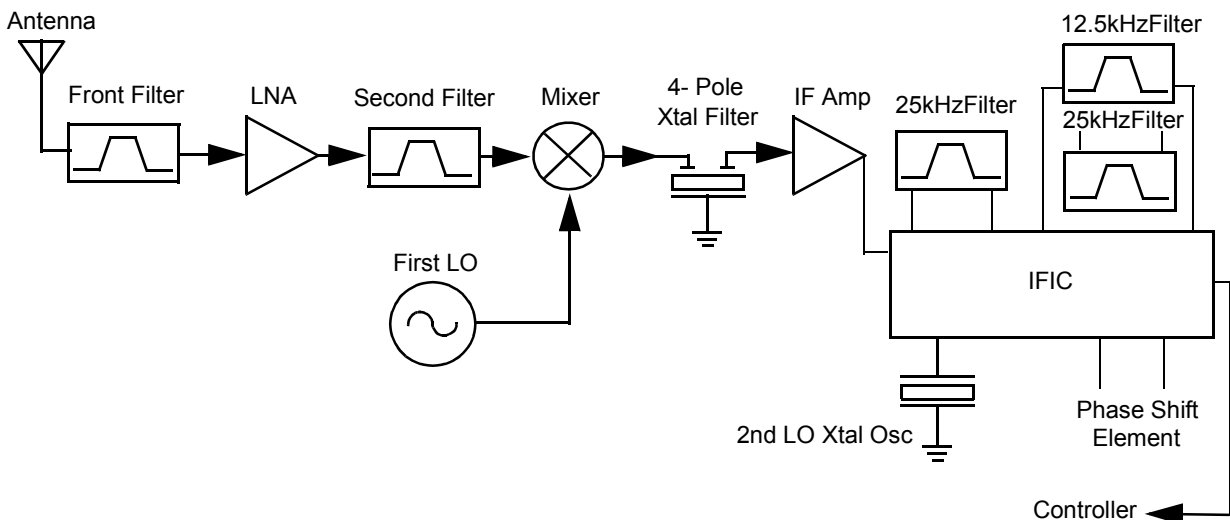 Antenna
Front Filter
LNA
Second Filter
Mixer
4- Pole
Xtal Filter
IF Amp
25kHzFilter
12.5kHzFilter
25kHzFilter
First LO
IFIC
2nd LO Xtal Osc
Phase Shift
Element
Controller